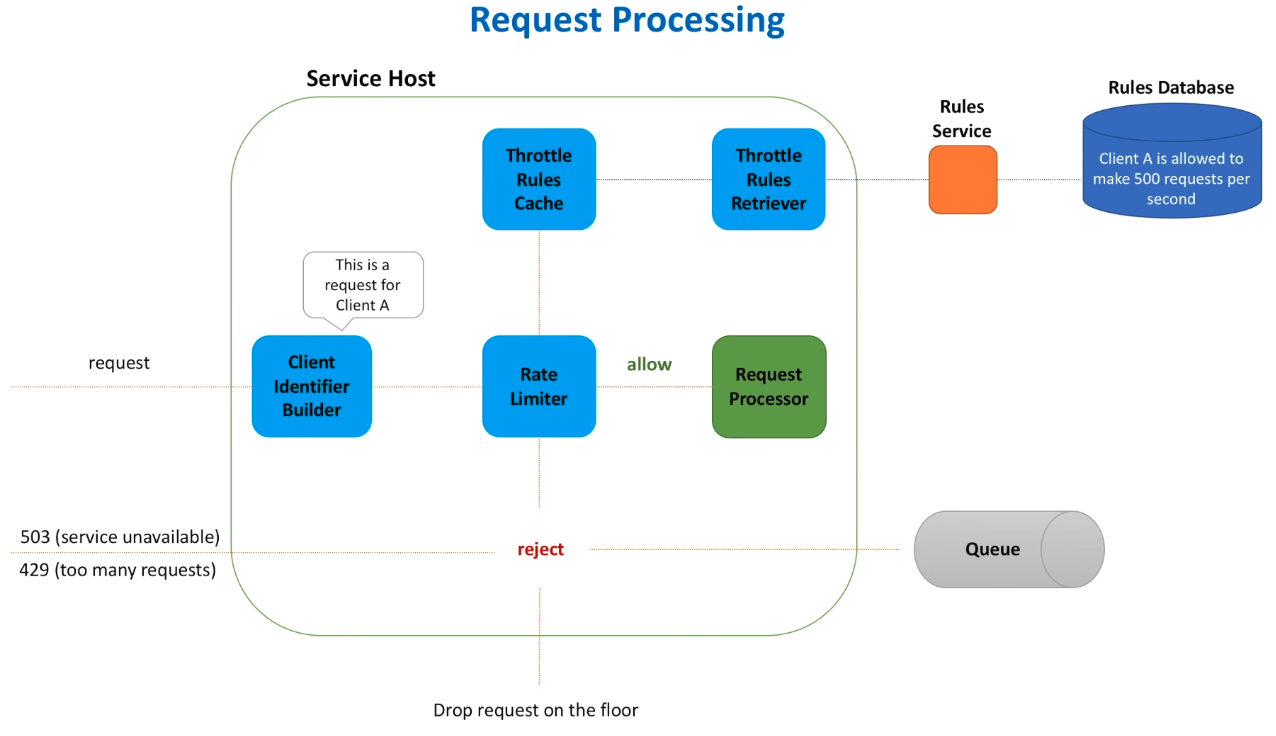 Request Processing
Service Host
Rules Database
Rules
Service
Throttle
Rules
Cache
Throttle
Rules
Retriever
Client A is allowed to
make 500 requests per
second
This is a
request for
Client A
request
Client
Identifier
Builder
Rate
Limiter
allow
Request
Processor
503 (service unavailable)
429 (too many requests)
reject
Queue
Drop request on the floor